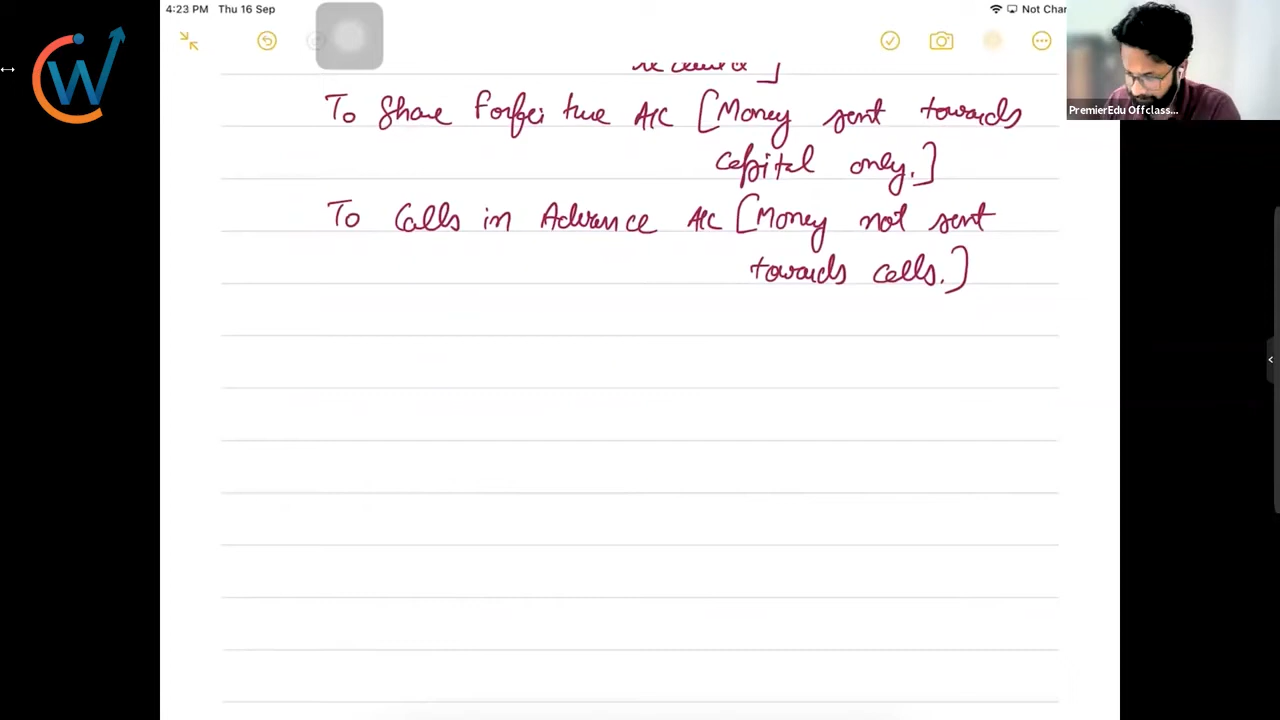 4:23 PM Thu 16 Sep
Not Char
PremierEdu Offclass...
To Share Forfeiture A/C [Money sent towards
capital only.]
To Calls in Advance A/C [Money not sent
towards calls.]